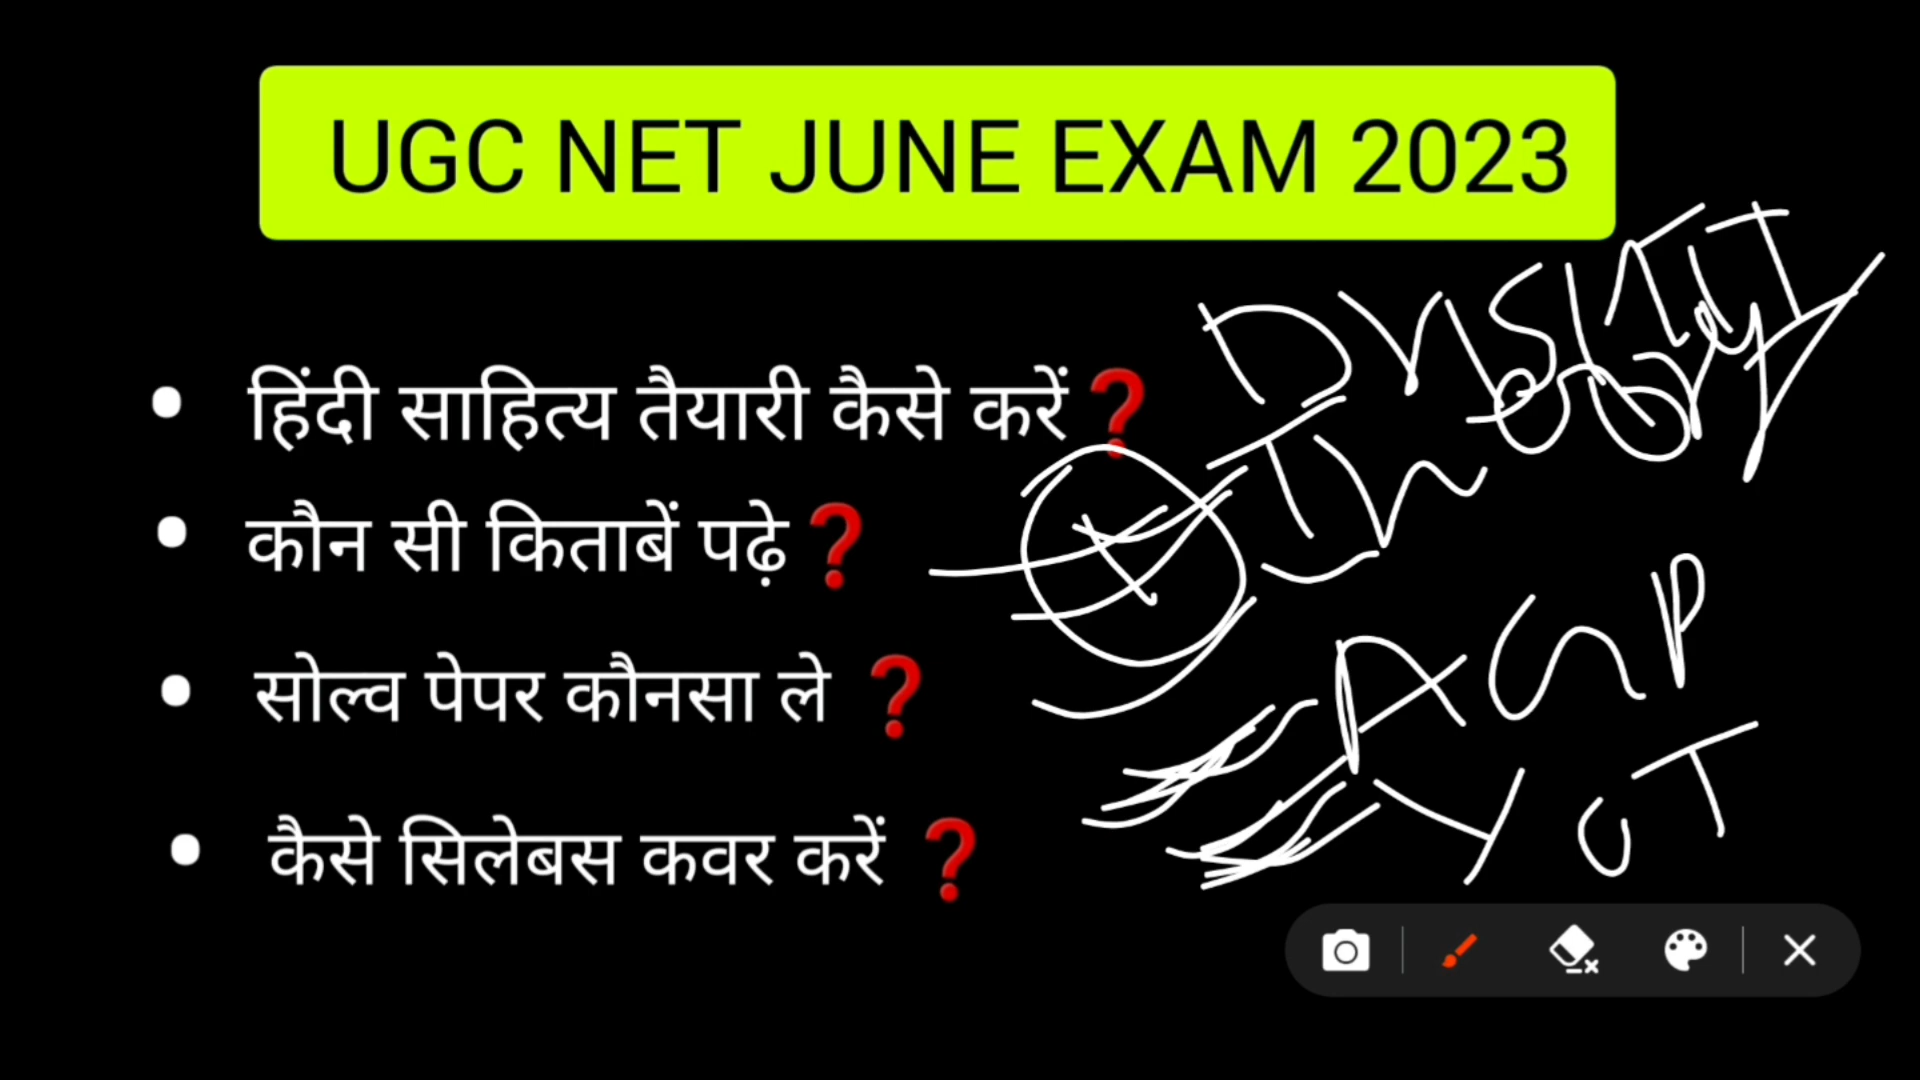 UGC NET JUNE EXAM 2023
• हिंदी साहित्य तैयारी कैसे करें❓
• कौन सी किताबें पढ़े❓
• सोल्व पेपर कौनसा ले ❓
• कैसे सिलेबस कवर करें ❓